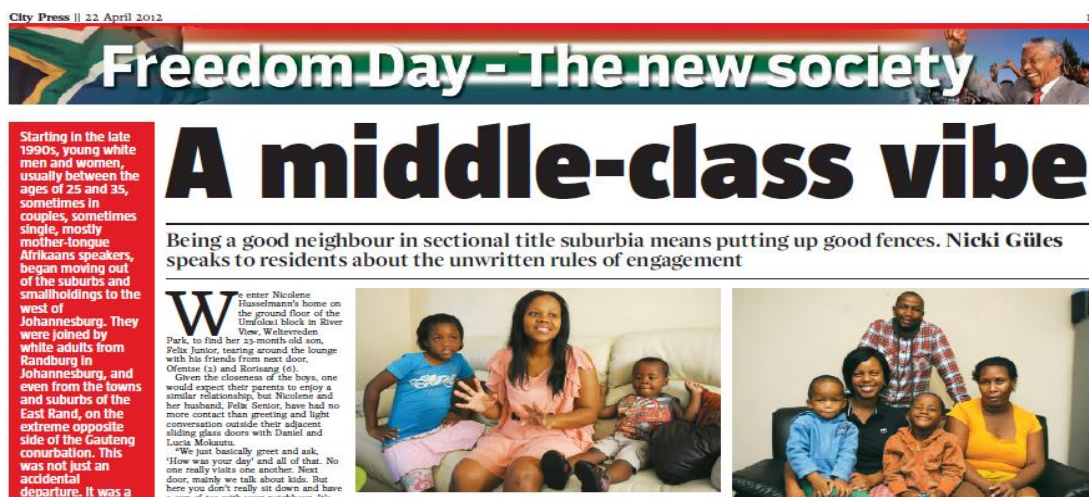 City Press || 22 April 2012
Freedom Day - The new society
Starting in the late
1990s, young white
men and women,
usually between the
ages of 25 and 35,
sometimes in
couples, sometimes
single, mostly
mother-tongue
Afrikaans speakers,
began moving out
of the suburbs and
smallholdings to the
west of
Johannesburg. They
were joined by
white adults from
Randburg in
Johannesburg, and
even from the towns
and suburbs of the
East Rand, on the
extreme opposite
side of the Gauteng
conurbation. This
was not just an
accidental
departure. It was a
A middle-class vibe
Being a good neighbour in sectional title suburbia means putting up good fences. Nicki Güles
speaks to residents about the unwritten rules of engagement
We enter Nicolene
Husselmann's home on
the ground floor of the
Umfolozi block in River
View, Weltevreden
Park, to find her 23-month-old son,
Felix Junior, tearing around the lounge
with his friends from next door,
Ofentse (2) and Rorisang (6).
Given the closeness of the boys, one
would expect their parents to enjoy a
similar relationship, but Nicolene and
her husband, Felix Senior, have had no
more contact than greeting and light
conversation outside their adjacent
sliding glass doors with Daniel and
Lucia Mokautu.
"We just basically greet and ask,
'How was your day' and all of that. No
one really visits one another. Next
door, mainly we talk about kids. But
here you don't really sit down and have